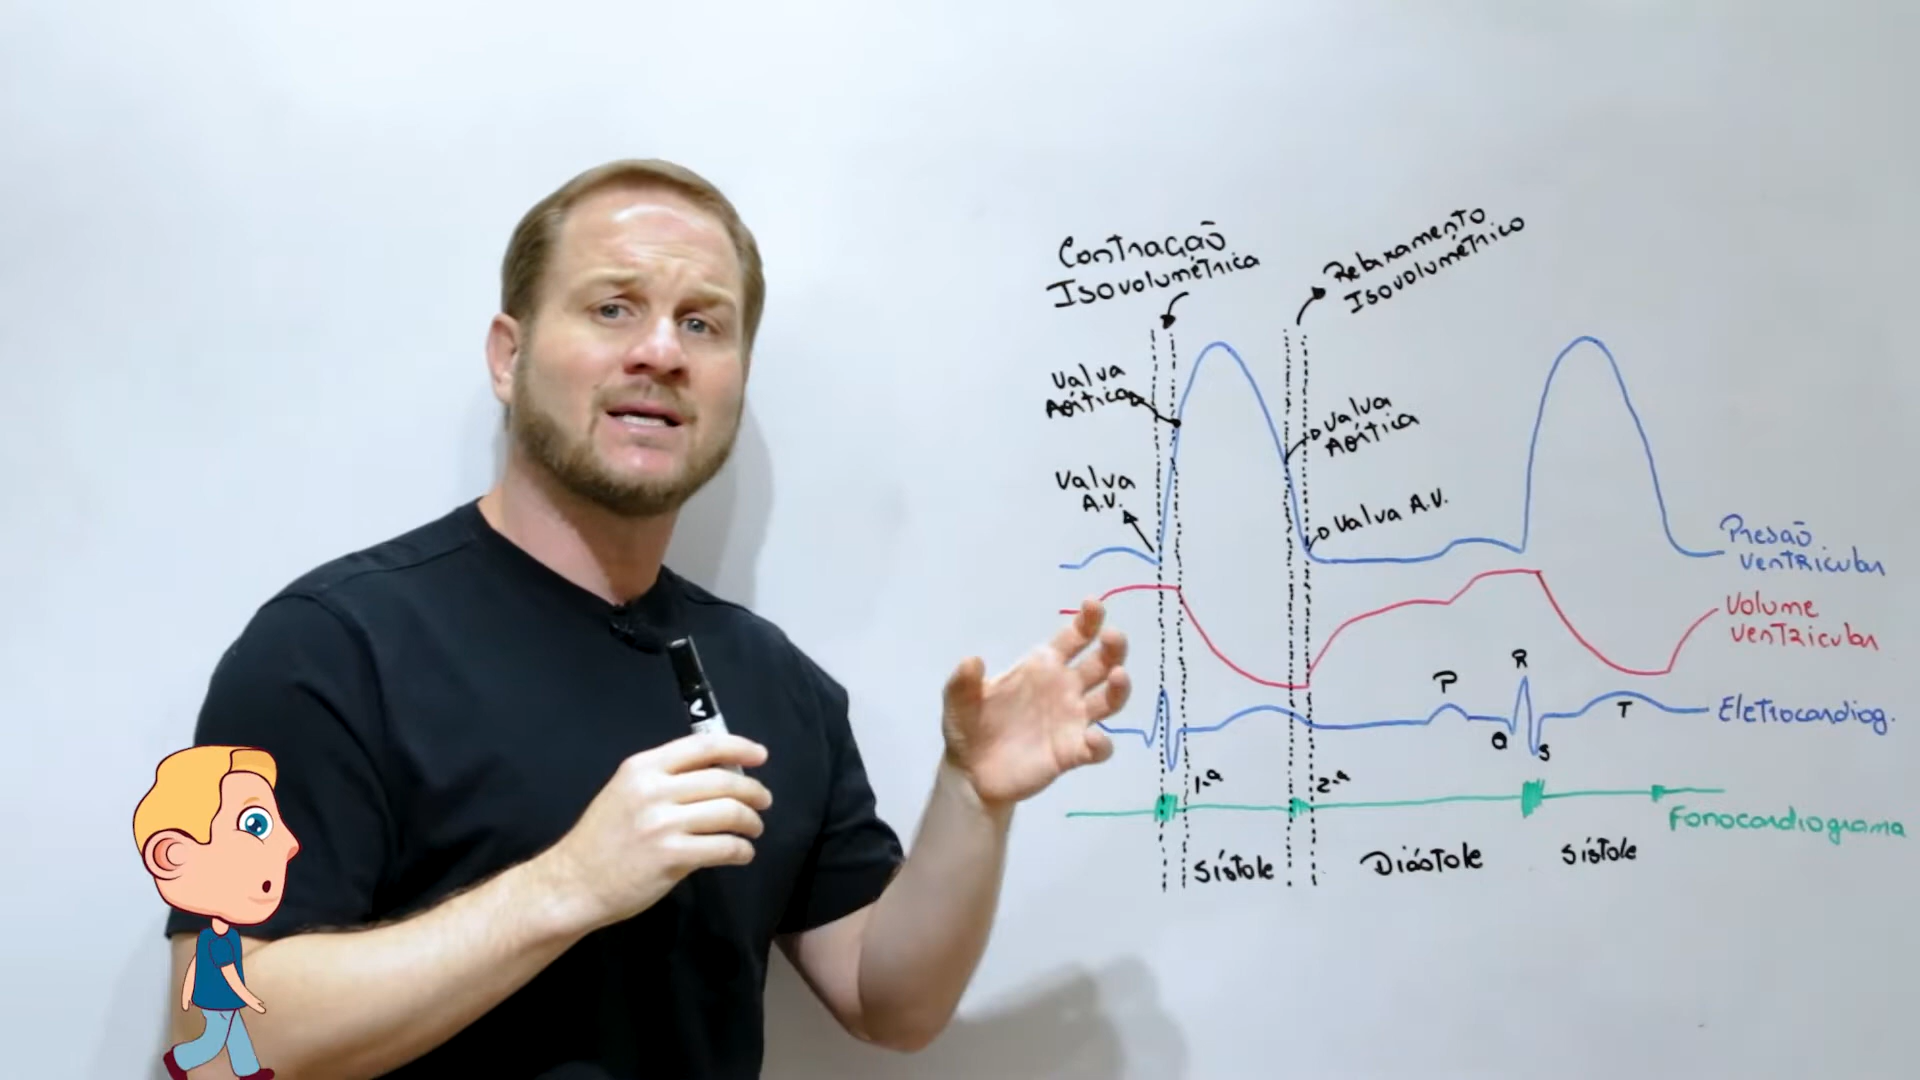 Contração
Isovolumétrica
Relaxamento
Isovolumétrico
Valva
Aórtica
Valva
Aórtica
Valva
A.V.
Valva A.V.
Presão
Ventricular
Volume
Ventricular
P
R
Q
S
T
Eletrocardiog.
1.ª
2.ª
Fonocardiograma
Sístole
Diástole
Sístole